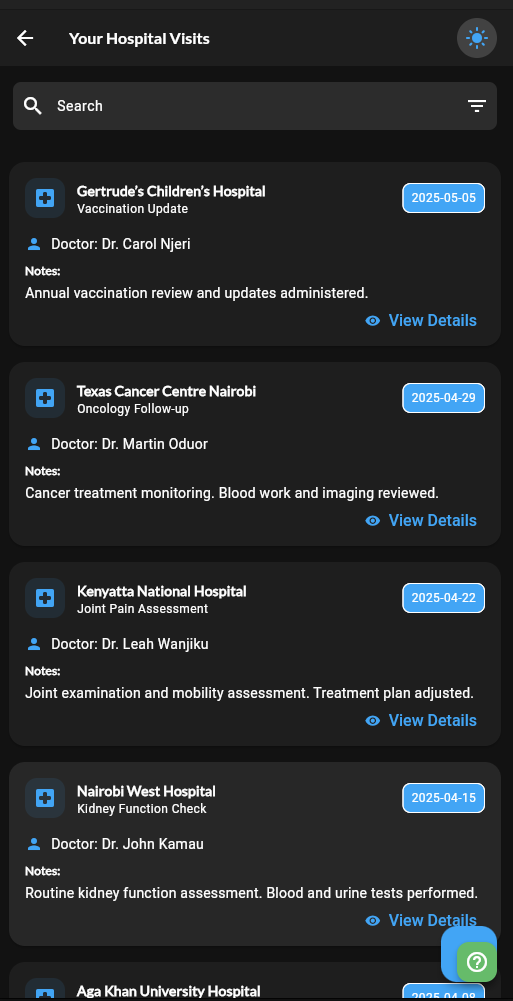 Your Hospital Visits
Search
Gertrude's Children's Hospital
Vaccination Update
2025-05-05
Doctor: Dr. Carol Njeri
Notes:
Annual vaccination review and updates administered.
View Details
Texas Cancer Centre Nairobi
Oncology Follow-up
2025-04-29
Doctor: Dr. Martin Oduor
Notes:
Cancer treatment monitoring. Blood work and imaging reviewed.
View Details
Kenyatta National Hospital
Joint Pain Assessment
2025-04-22
Doctor: Dr. Leah Wanjiku
Notes:
Joint examination and mobility assessment. Treatment plan adjusted.
View Details
Nairobi West Hospital
Kidney Function Check
2025-04-15
Doctor: Dr. John Kamau
Notes:
Routine kidney function assessment. Blood and urine tests performed.
View Details
Aga Khan University Hospital
2025-04-08